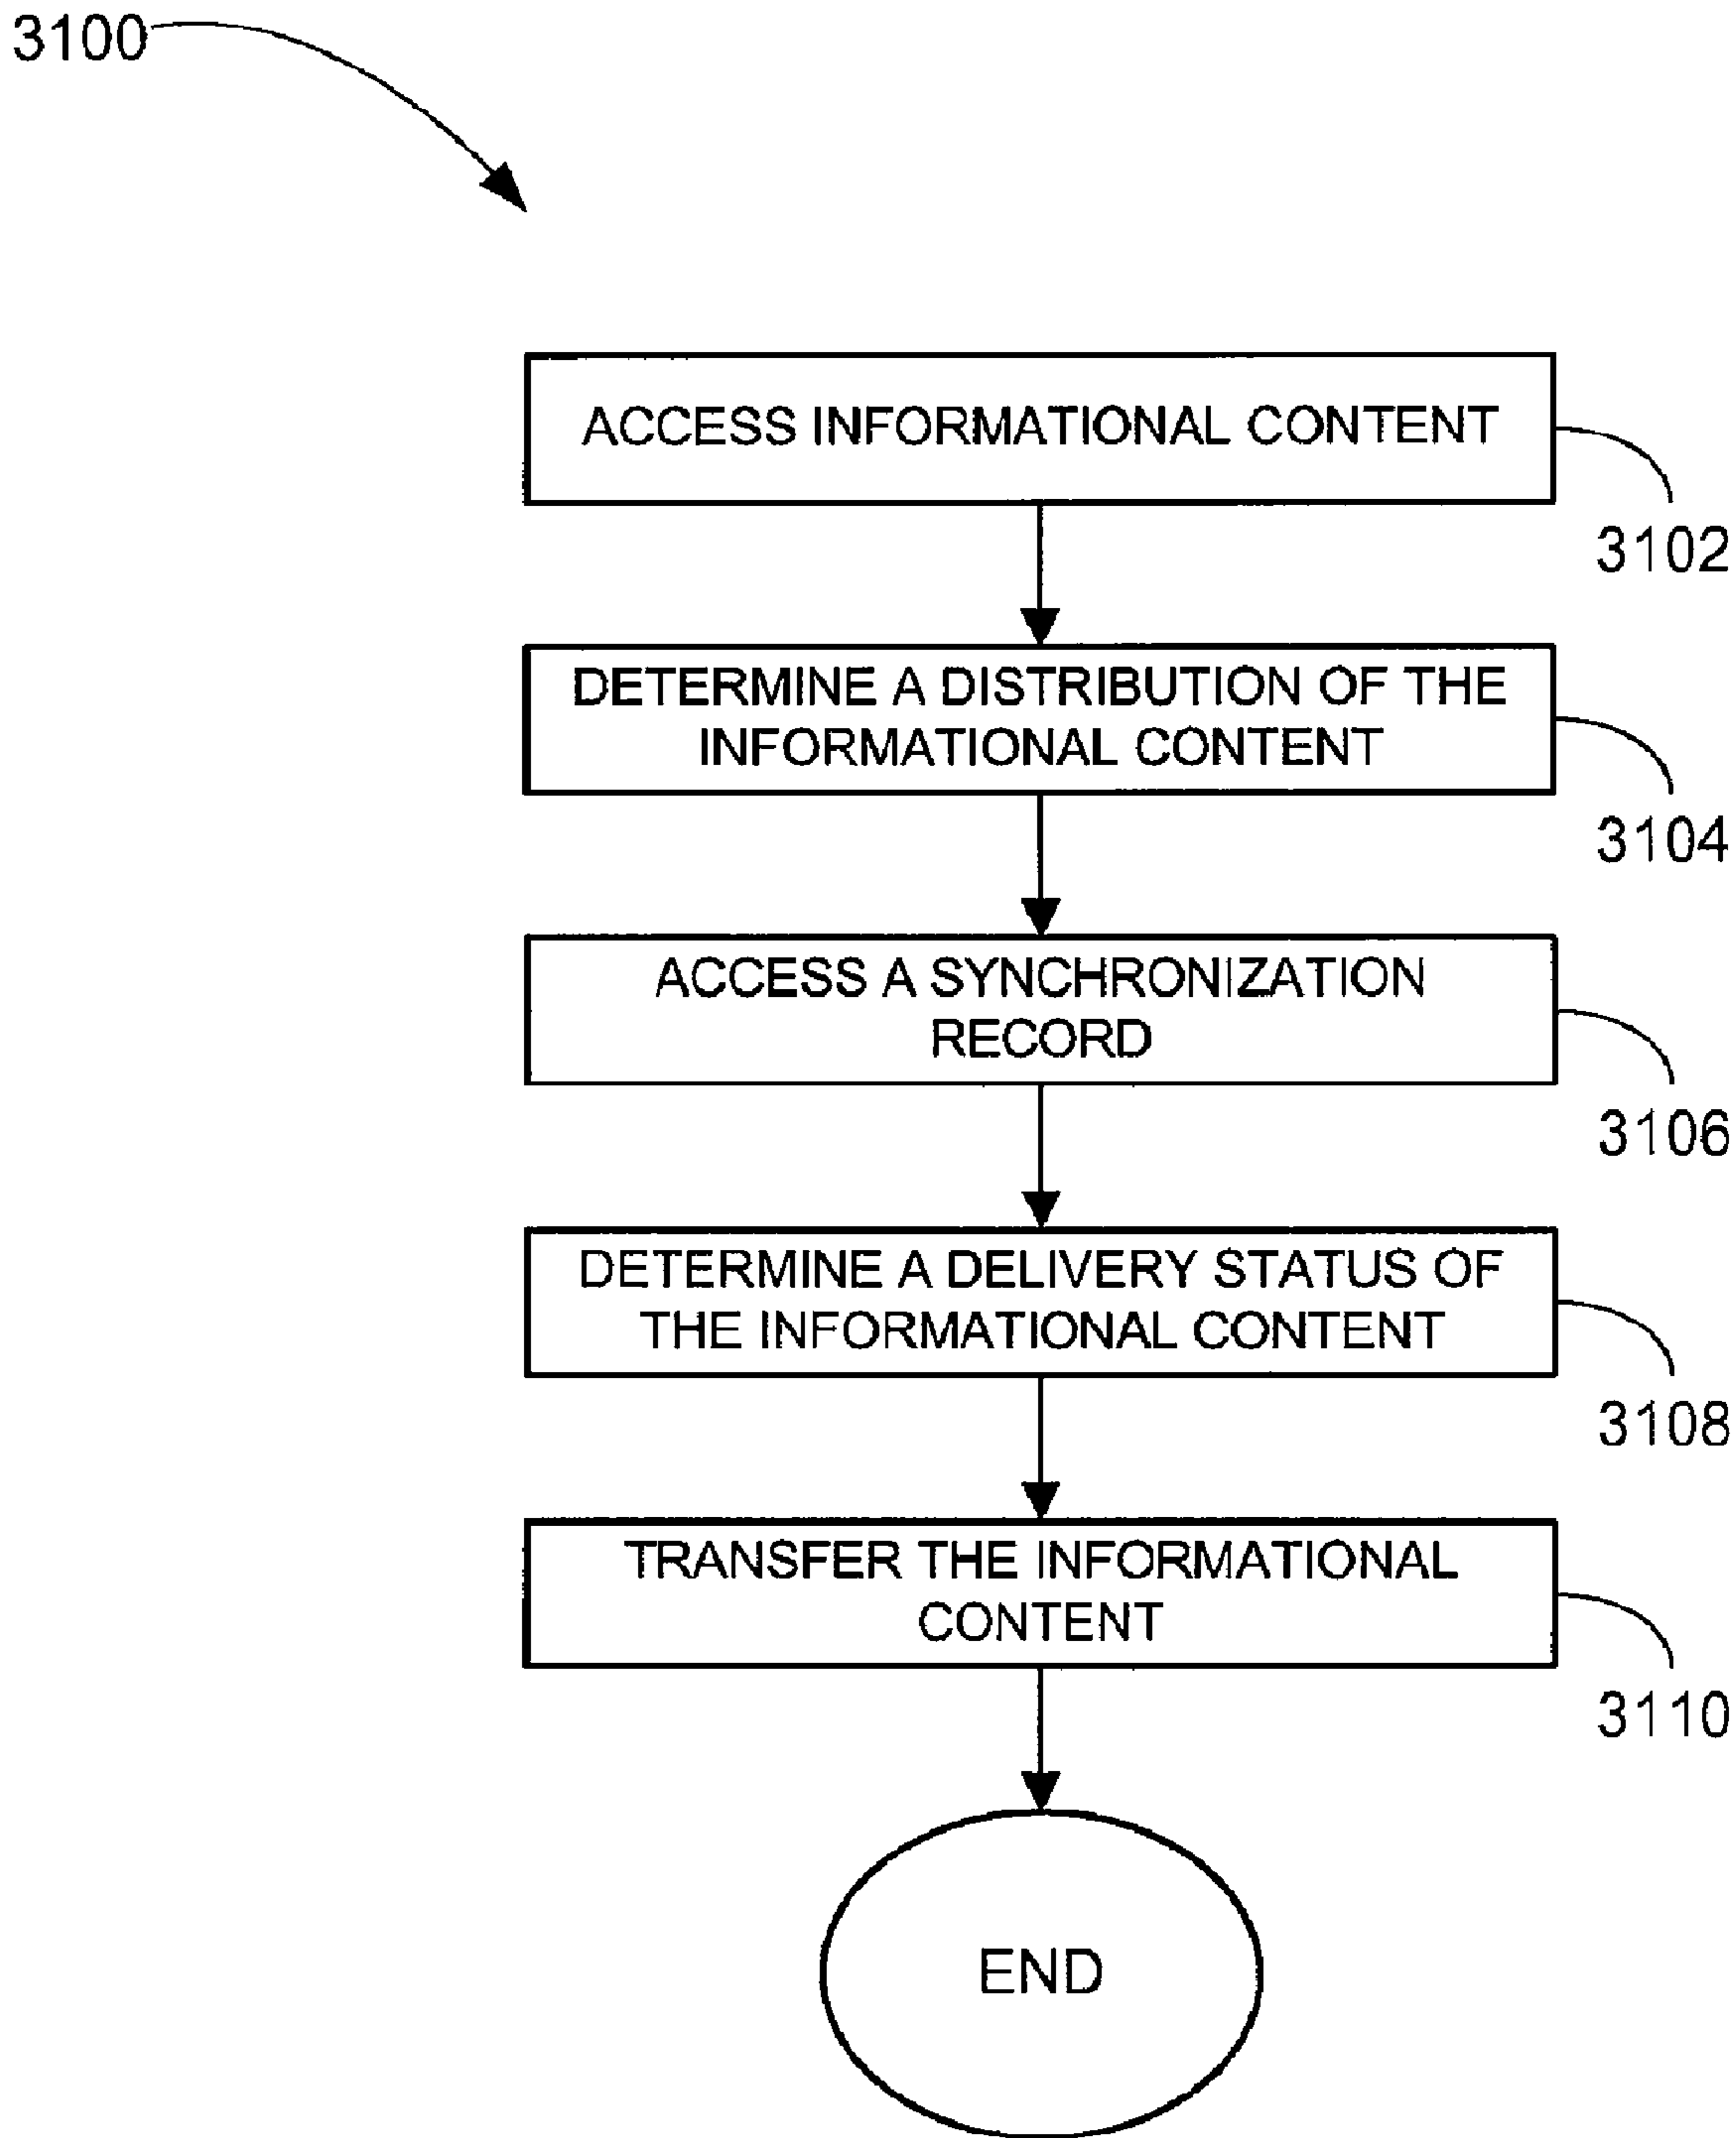 3100
ACCESS INFORMATIONAL CONTENT
3102
DETERMINE A DISTRIBUTION OF THE
INFORMATIONAL CONTENT
3104
ACCESS A SYNCHRONIZATION
RECORD
3106
DETERMINE A DELIVERY STATUS OF
THE INFORMATIONAL CONTENT
3108
TRANSFER THE INFORMATIONAL
CONTENT
3110
END